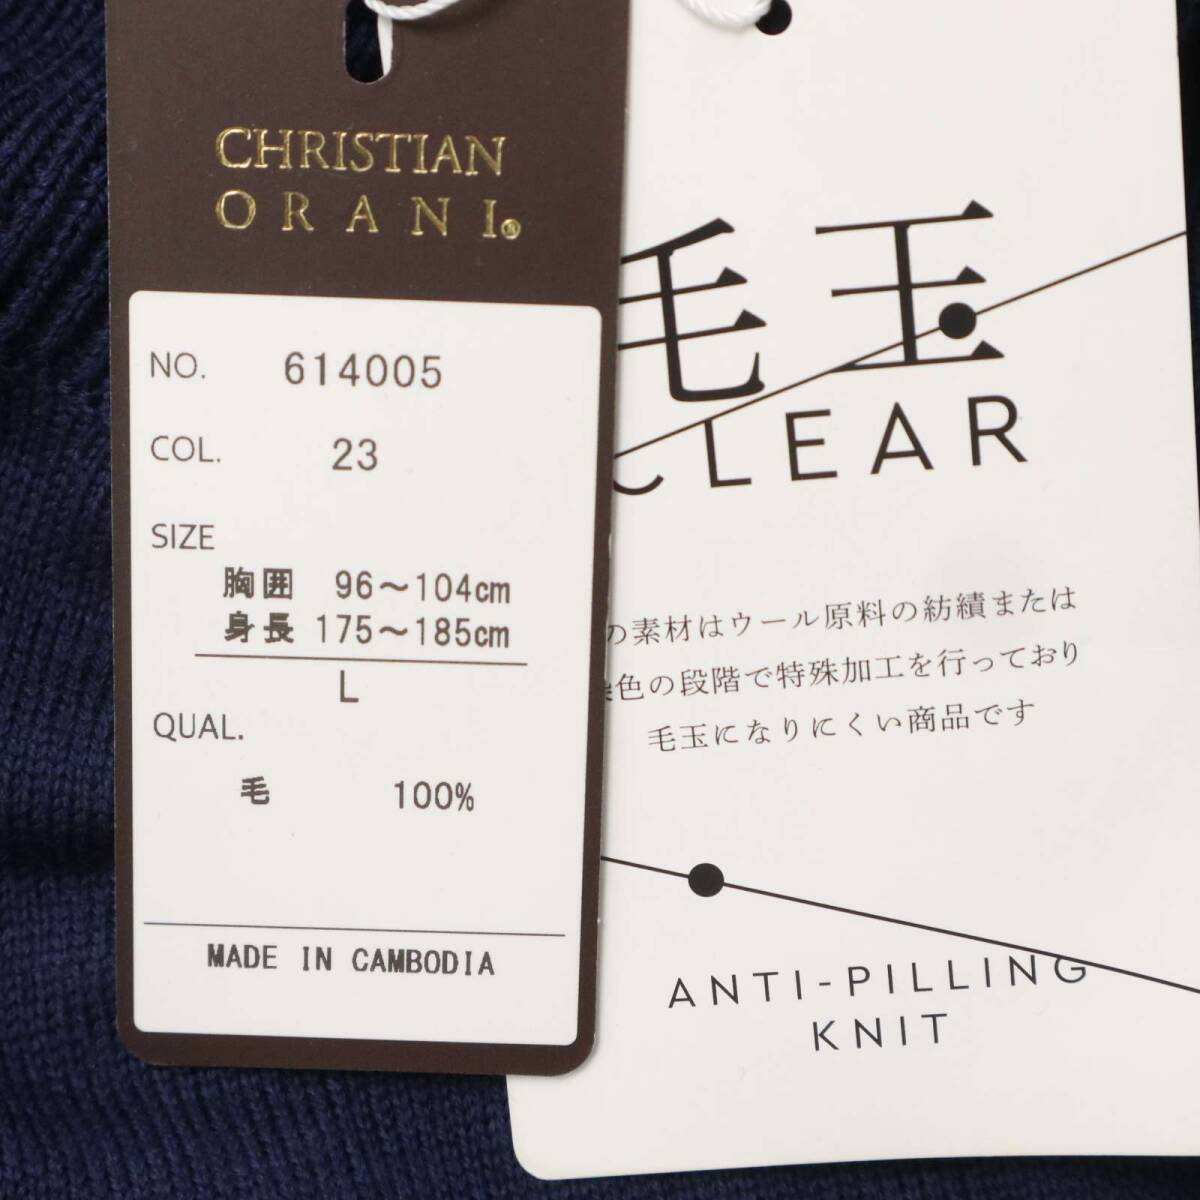 CHRISTIAN
ORANI®
NO. 614005
COL. 23
SIZE
胸囲 96〜104cm
身長 175〜185cm
L
QUAL.
毛 100%
MADE IN CAMBODIA
毛玉
CLEAR
の素材はウール原料の紡績または
色の段階で特殊加工を行っており
毛玉になりにくい商品です
ANTI-PILLING
KNIT